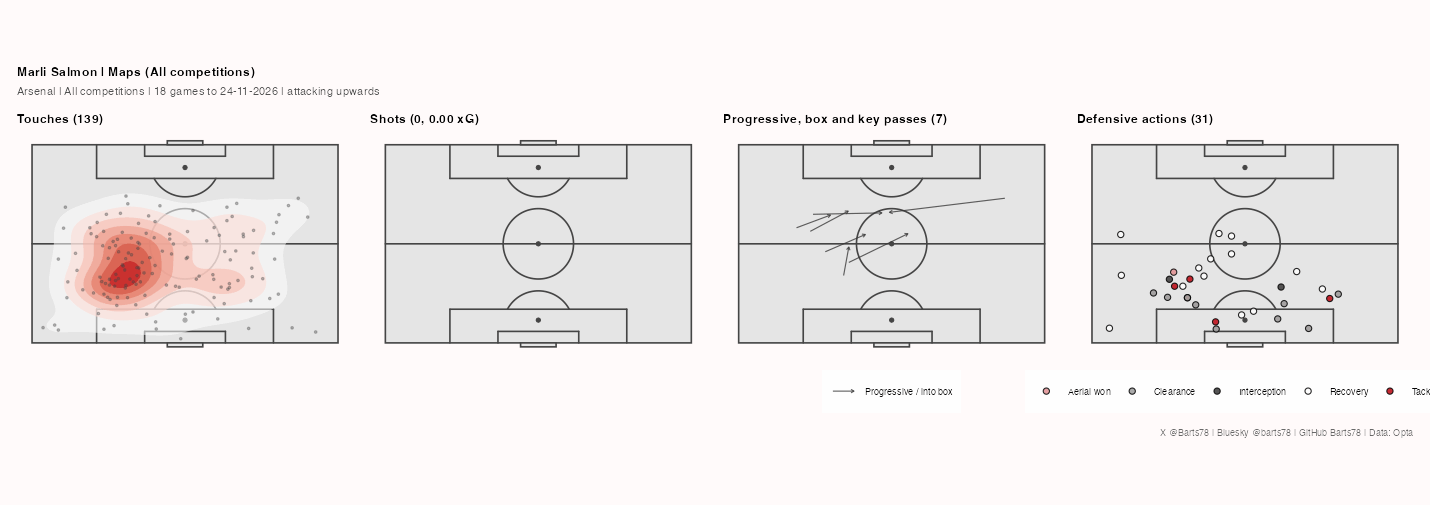 Marli Salmon | Maps (All competitions)
Arsenal | All competitions | 18 games to 24-11-2026 | attacking upwards
Touches (139)
Shots (0, 0.00 xG)
Progressive, box and key passes (7)
Defensive actions (31)
Progressive / into box
Aerial won
Clearance
Interception
Recovery
Tack
X @Barts78 | Bluesky @barts78 | GitHub Barts78 | Data: Opta